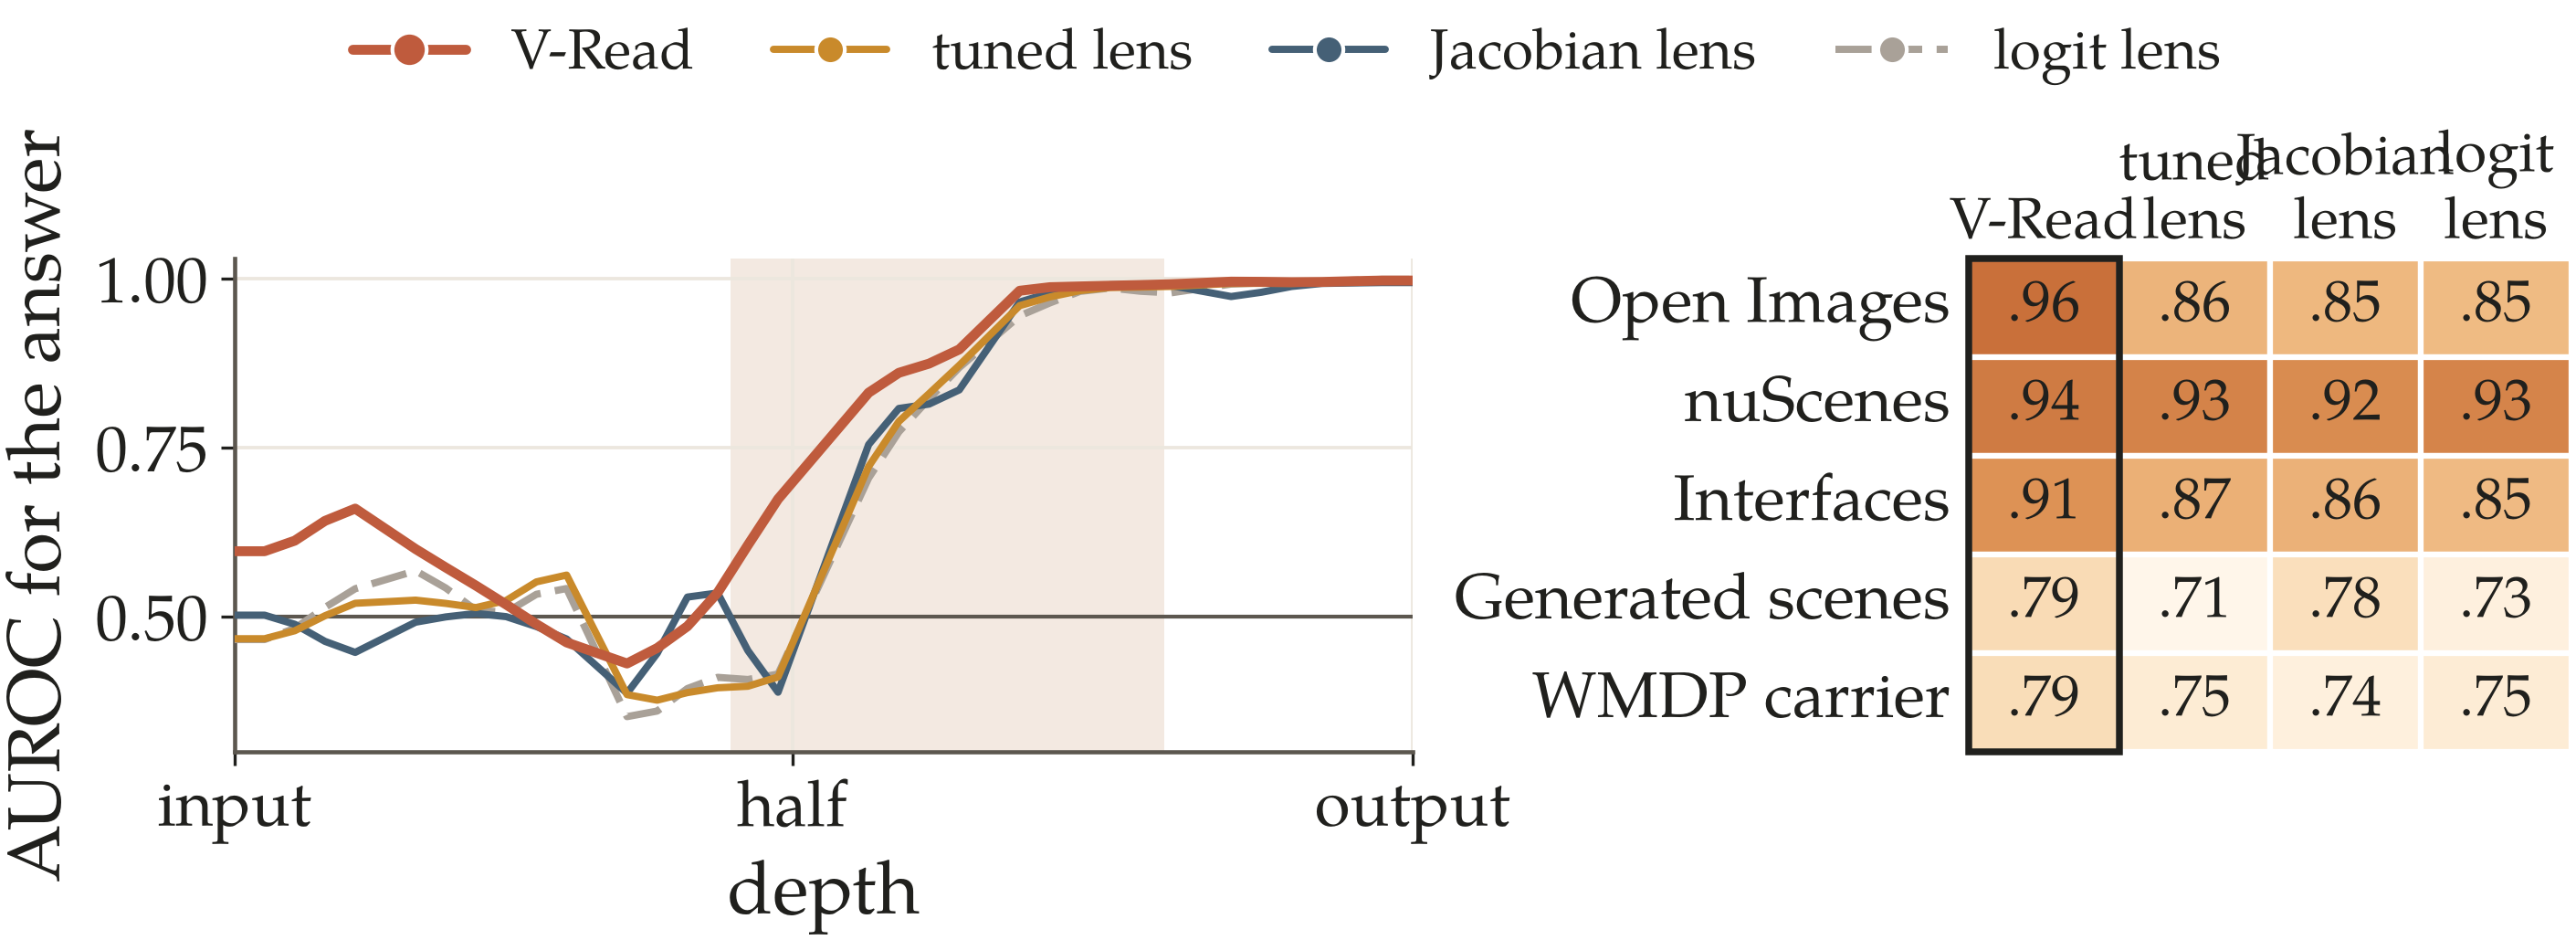 V-Read tuned lens Jacobian lens logit lens
AUROC for the answer
1.00
0.75
0.50
input half output
depth
tuned Jacobian logit
V-Read lens lens lens
Open Images .96 .86 .85 .85
nuScenes .94 .93 .92 .93
Interfaces .91 .87 .86 .85
Generated scenes .79 .71 .78 .73
WMDP carrier .79 .75 .74 .75